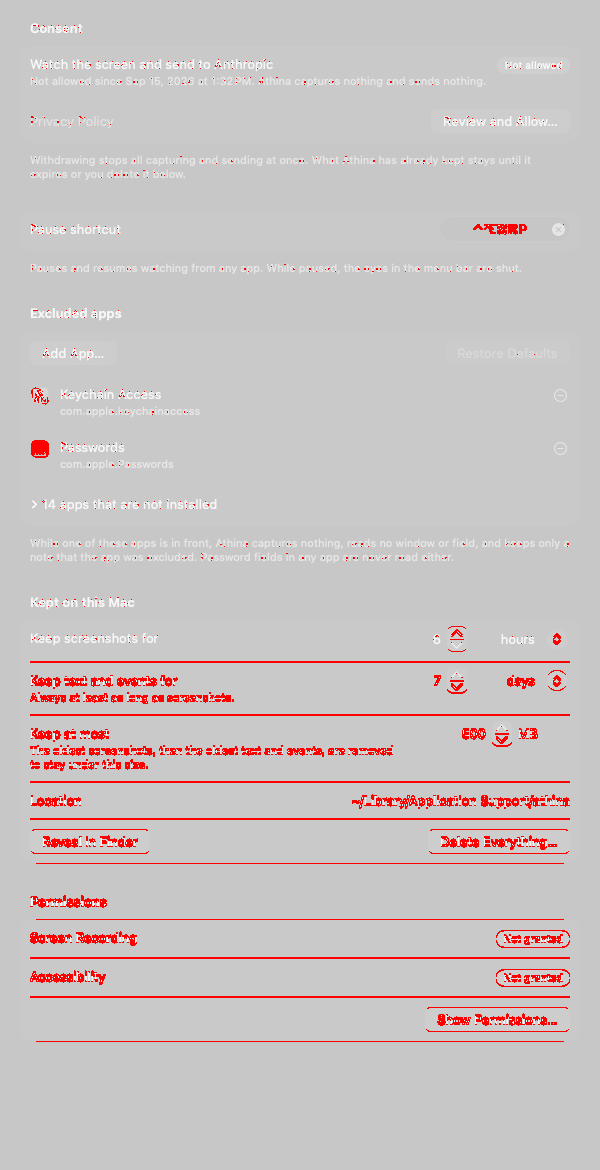 Consent
Watch the screen and send to Anthropic
Not allowed
Not allowed since Sep 15, 2026 at 1:32 PM. Athina captures nothing and sends nothing.
Privacy Policy
Review and Allow...
Withdrawing stops all capturing and sending at once. What Athina has already kept stays until it
expires or you delete it below.
Pause shortcut
Pauses and resumes watching from any app. While paused, the eyes in the menu bar are shut.
Excluded apps
Add App...
Restore Defaults
Keychain Access
com.apple.keychainaccess
Passwords
com.apple.Passwords
14 apps that are not installed
While one of these apps is in front, Athina captures nothing, reads no window or field, and keeps only a
note that the app was excluded. Password fields in any app are never read either.
Kept on this Mac
Keep screenshots for
6
hours
Keep text and events for
7
days
Always at least as long as screenshots.
Keep at most
500
MB
The oldest screenshots, then the oldest text and events, are removed
to stay under this size.
Location
~/Library/Application Support/Athina
Reveal in Finder
Delete Everything...
Permissions
Screen Recording
Not granted
Accessibility
Not granted
Show Permissions...